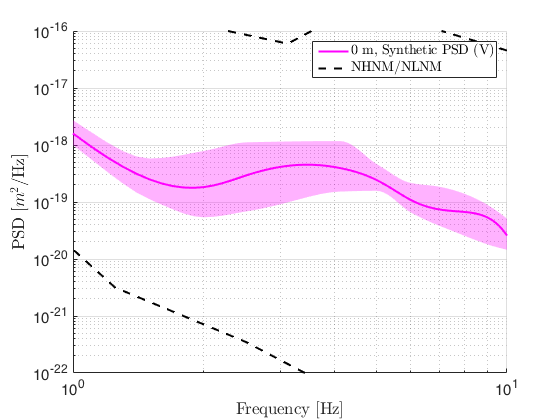 10^-16
0 m, Synthetic PSD (V)
NHNM/NLNM
10^-17
10^-18
10^-19
10^-20
10^-21
10^-22
PSD [m^2/Hz]
10^0
10^1
Frequency [Hz]